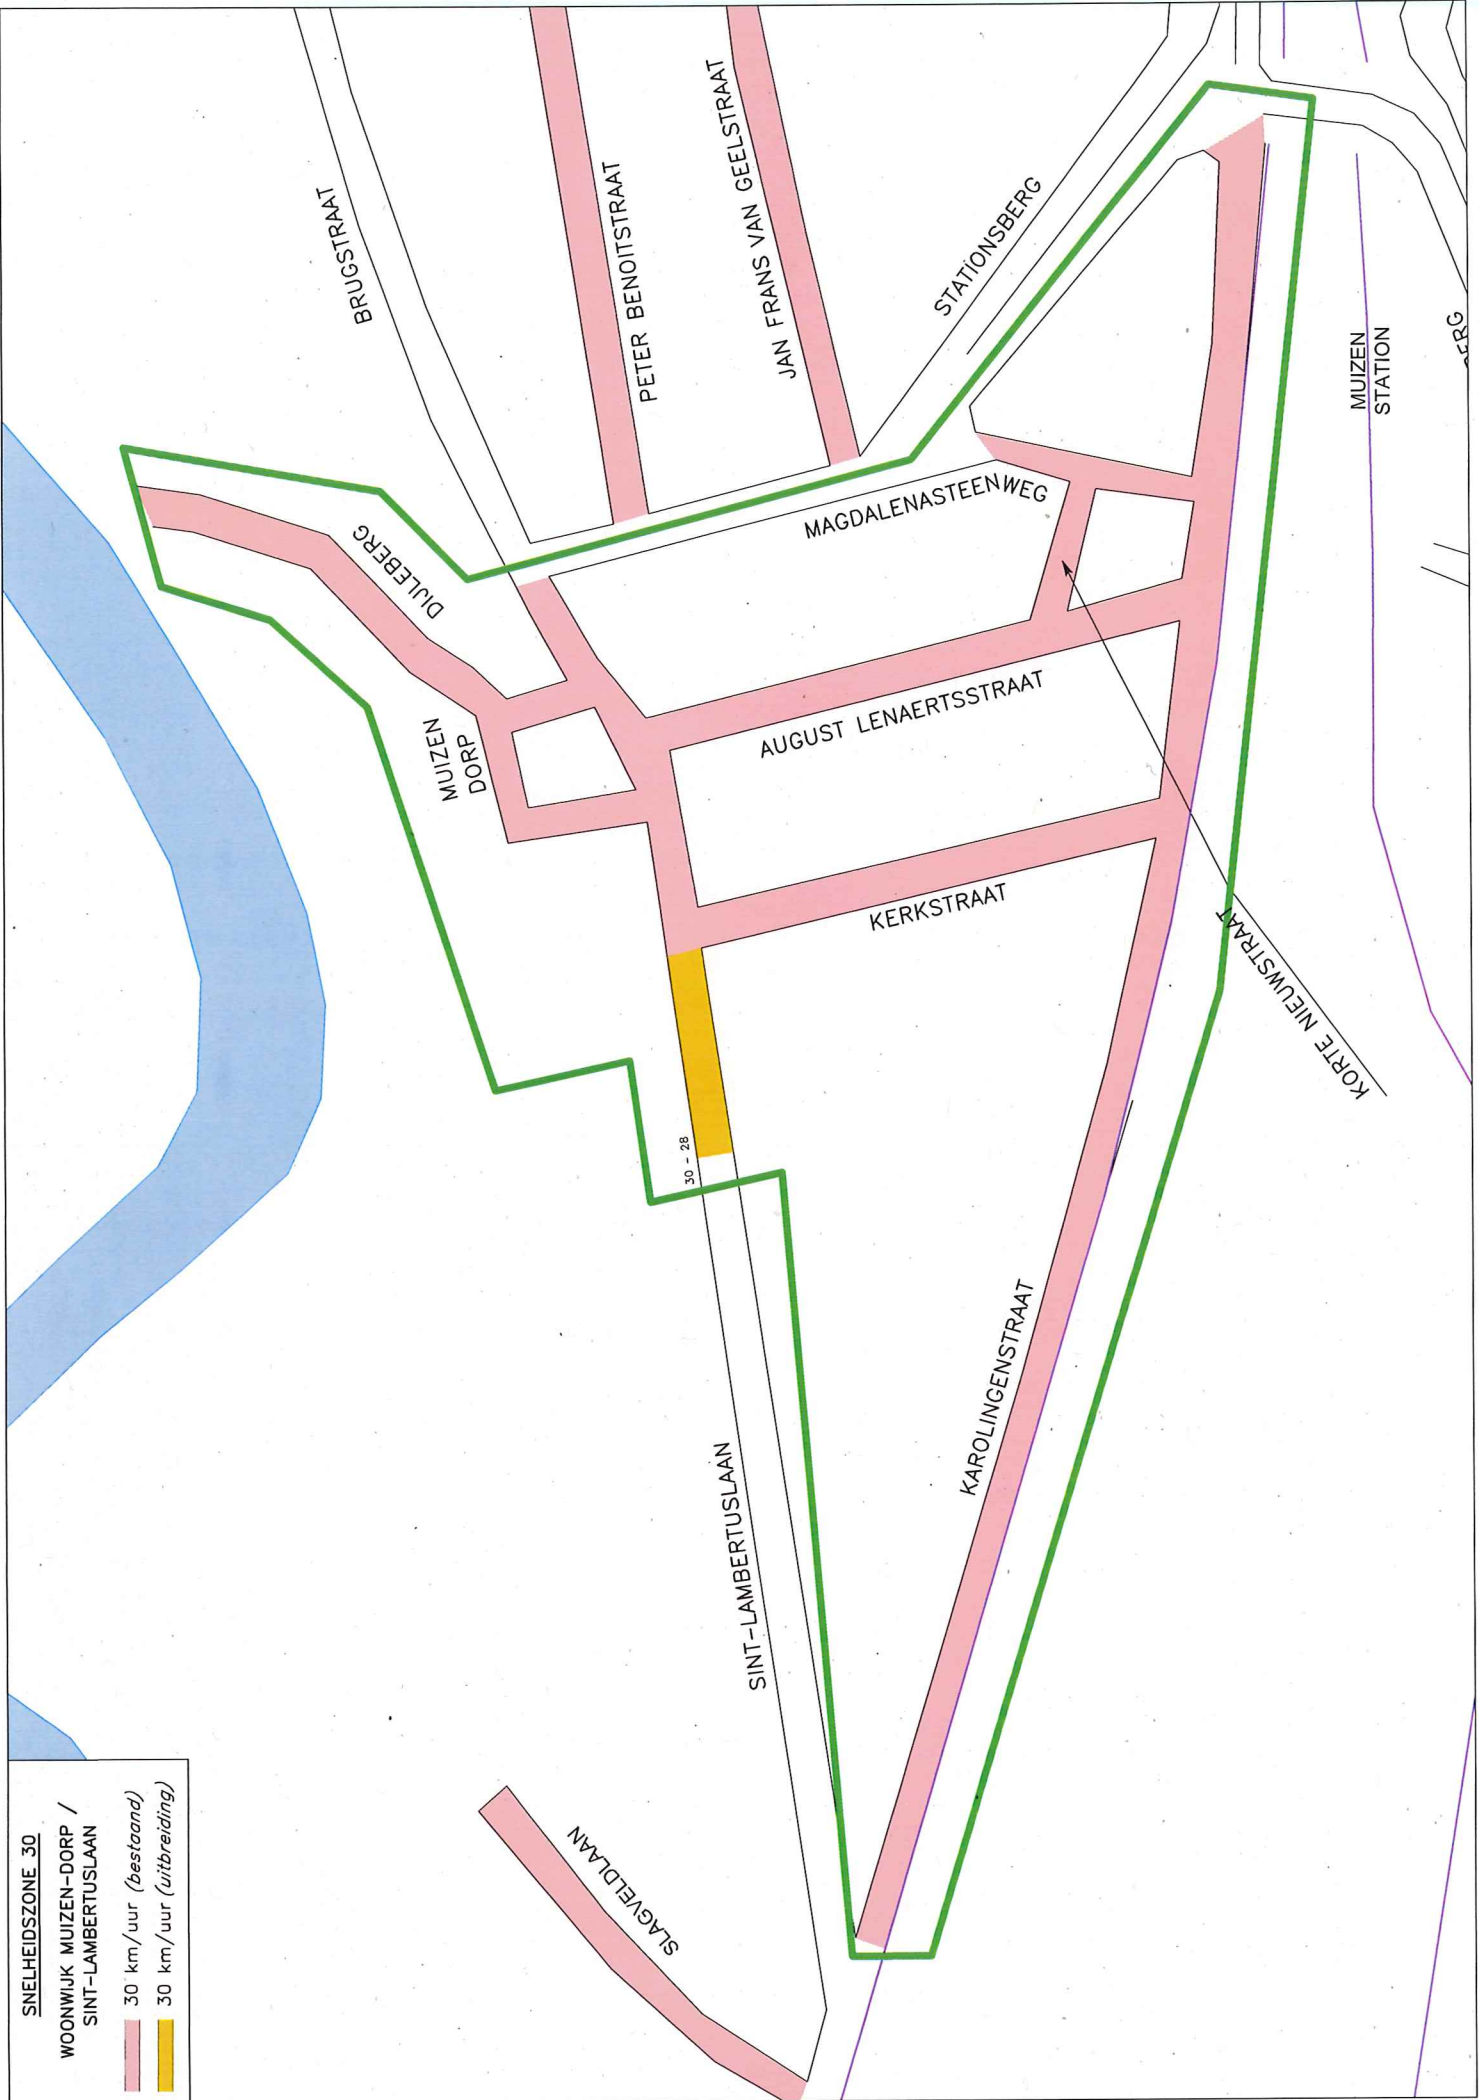 SNELHEIDSZONE 30
WOONWIJK MUIZEN-DORP /
SINT-LAMBERTUSLAAN
30 km/uur (bestaand)
30 km/uur (uitbreiding)
BRUGSTRAAT
PETER BENOITSTRAAT
JAN FRANS VAN GEELSTRAAT
STATIONSBERG
MUIZEN
STATION
ERG
DIJLEBERG
MAGDALENASTEENWEG
MUIZEN
DORP
AUGUST LENAERTSSTRAAT
KERKSTRAAT
KORTE NIEUWSTRAAT
30 - 28
KAROLINGENSTRAAT
SINT-LAMBERTUSLAAN
SLAGVELDLAAN